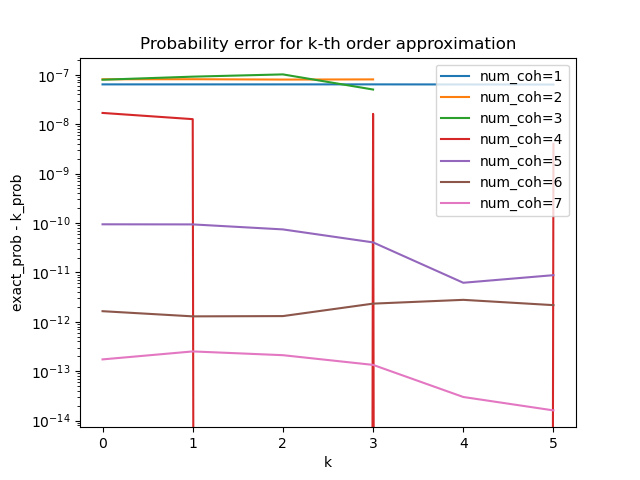 Probability error for k-th order approximation
exact_prob - k_prob
10⁻⁷
10⁻⁸
10⁻⁹
10⁻¹⁰
10⁻¹¹
10⁻¹²
10⁻¹³
10⁻¹⁴
num_coh=1
num_coh=2
num_coh=3
num_coh=4
num_coh=5
num_coh=6
num_coh=7
0 1 2 3 4 5
k